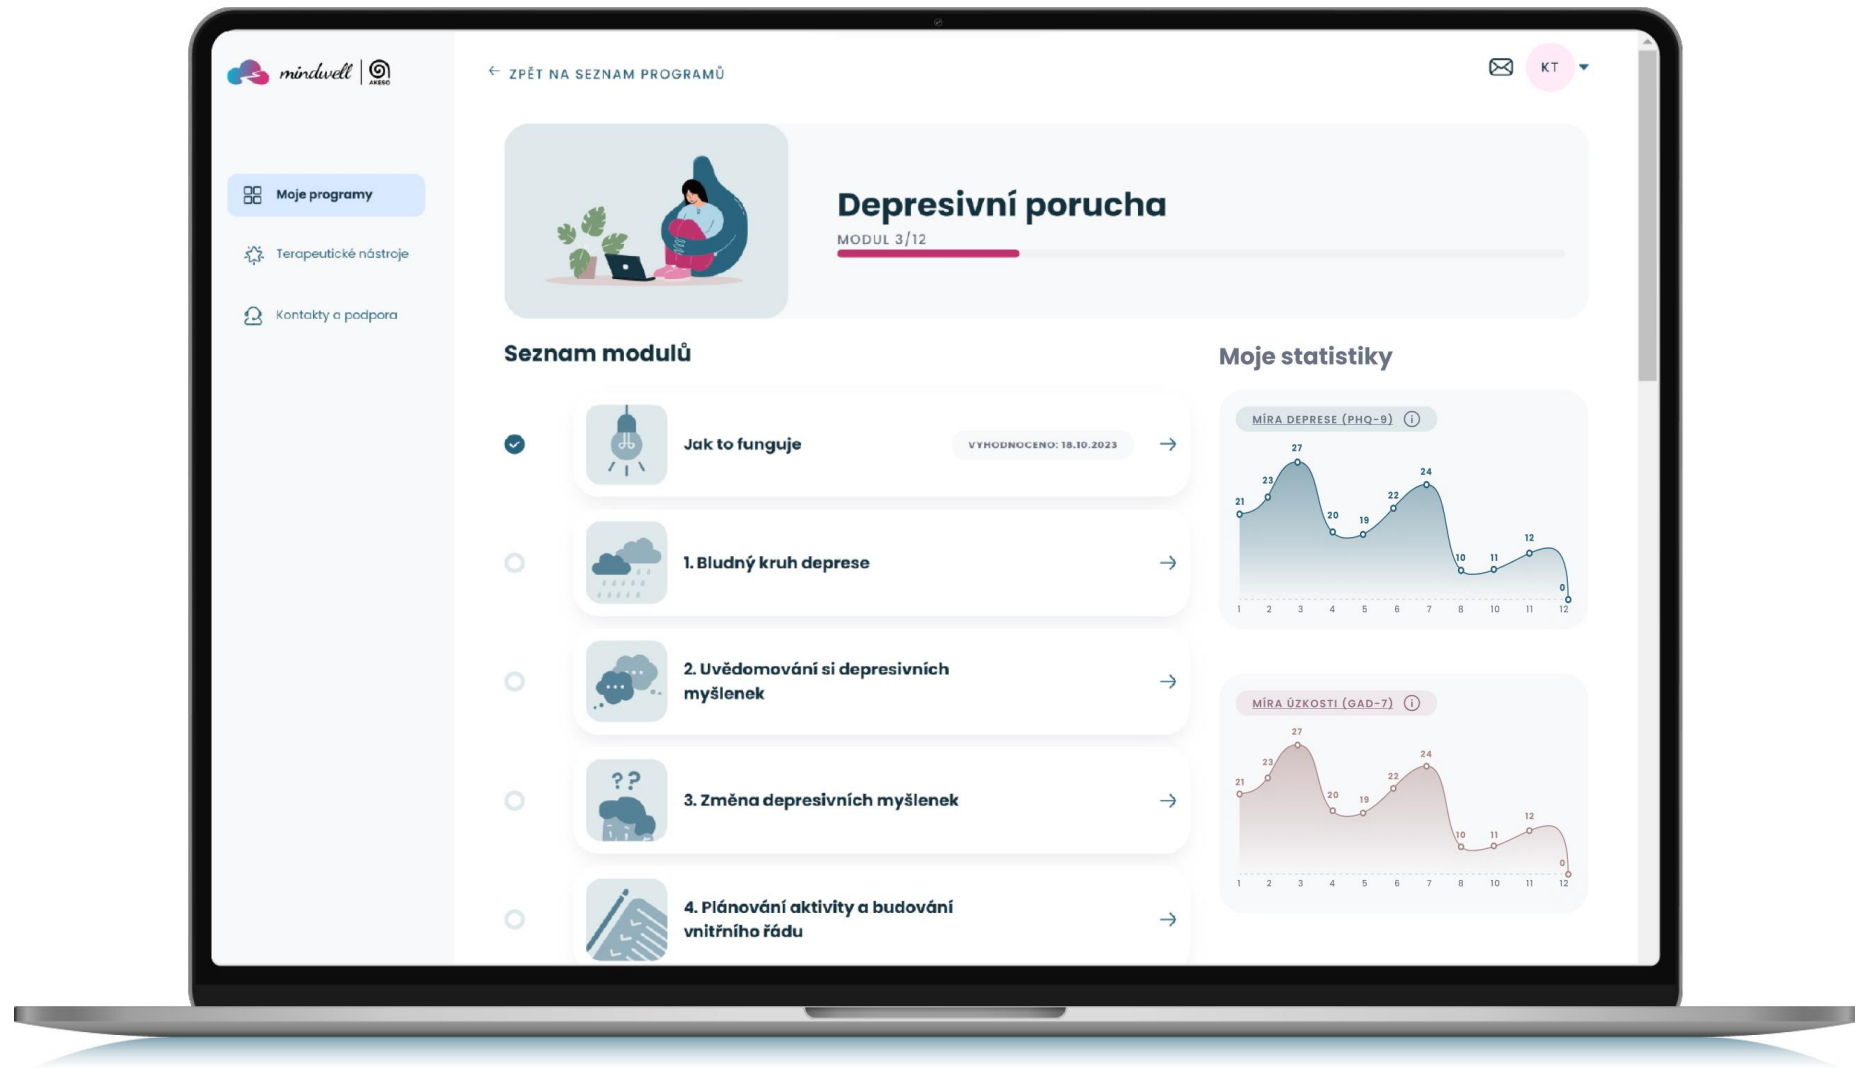 mindwell
AKESO
← ZPĚT NA SEZNAM PROGRAMŮ
KT
Moje programy
Terapeutické nástroje
Kontakty a podpora
Depresivní porucha
MODUL 3/12
Seznam modulů
Jak to funguje
VYHODNOCENO: 18.10.2023
1. Bludný kruh deprese
2. Uvědomování si depresivních
myšlenek
??
3. Změna depresivních myšlenek
4. Plánování aktivity a budování
vnitřního řádu
Moje statistiky
MÍRA DEPRESE (PHQ-9) i
21 23 27 20 19 22 24 10 11 12 0
1 2 3 4 5 6 7 8 10 11 12
MÍRA ÚZKOSTI (GAD-7) i
21 23 27 20 19 22 24 10 11 12 0
1 2 3 4 5 6 7 8 10 11 12